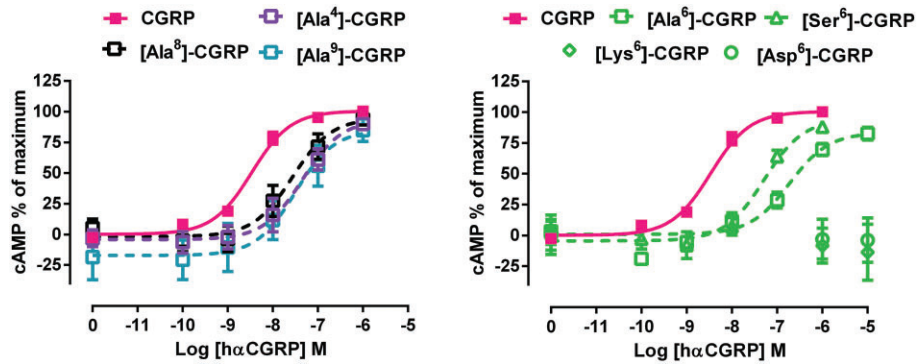 CGRP [Ala⁴]-CGRP
[Ala⁸]-CGRP [Ala⁹]-CGRP
cAMP % of maximum
125
100
75
50
25
0
-25
0 -11 -10 -9 -8 -7 -6 -5
Log [hαCGRP] M
CGRP [Ala⁶]-CGRP [Ser⁶]-CGRP
[Lys⁶]-CGRP [Asp⁶]-CGRP
cAMP % of maximum
125
100
75
50
25
0
-25
0 -11 -10 -9 -8 -7 -6 -5
Log [hαCGRP] M